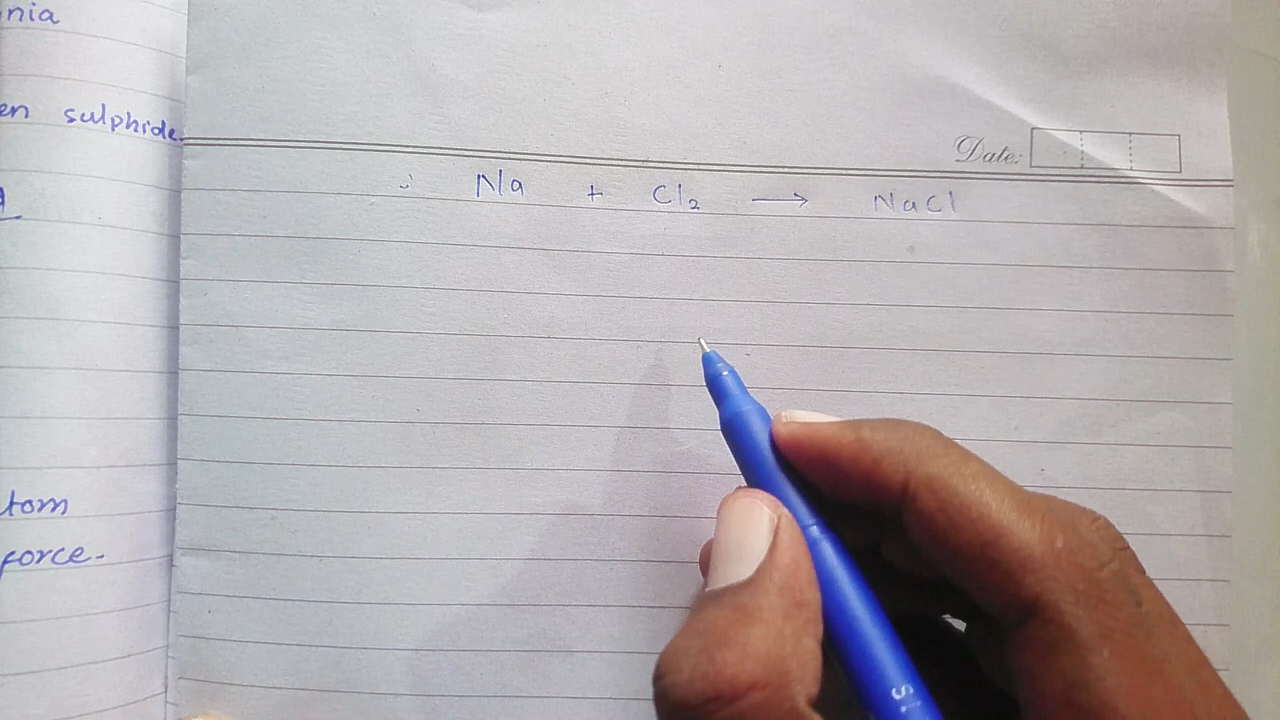 nia
en sulphide.
Date:
Na + Cl₂ ⟶ NaCl
tom
force-